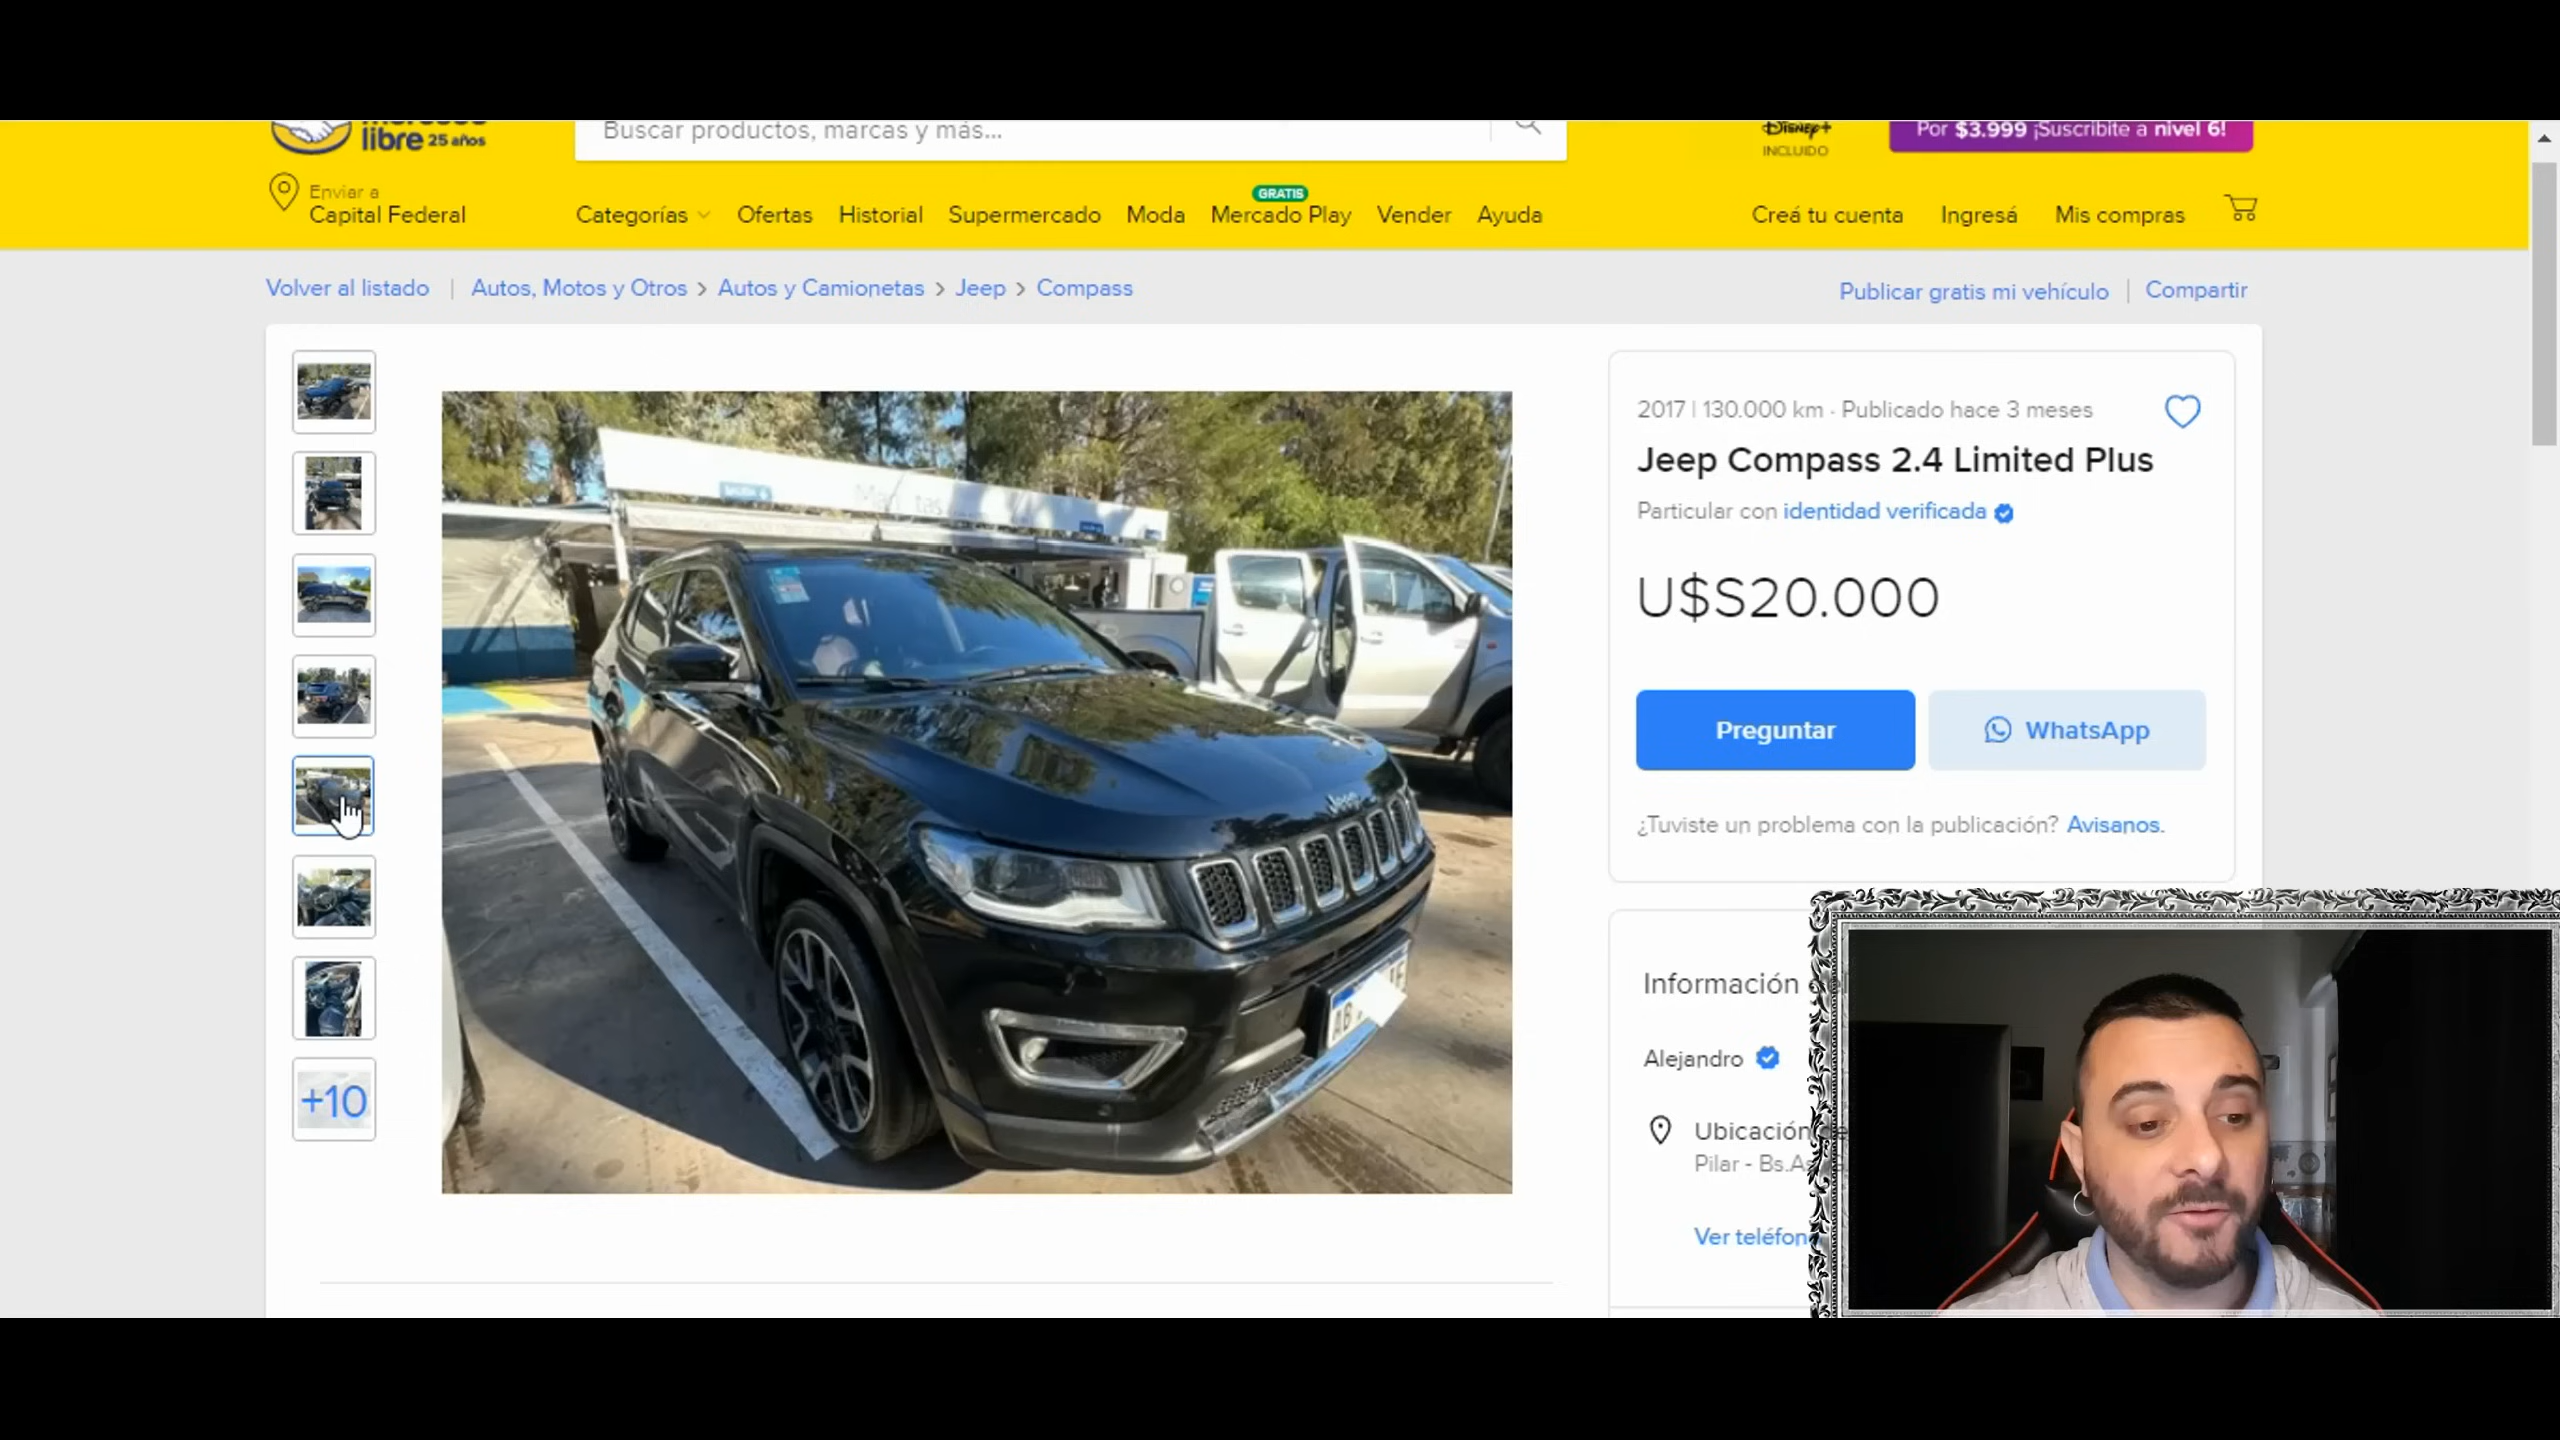 libre 25 años
Buscar productos, marcas y más...
DISNEY+
INCLUIDO
Por $3.999 ¡Suscribite a nivel 6!
Enviar a
Capital Federal
Categorías
Ofertas
Historial
Supermercado
Moda
GRATIS
Mercado Play
Vender
Ayuda
Creá tu cuenta
Ingresá
Mis compras
Volver al listado | Autos, Motos y Otros > Autos y Camionetas > Jeep > Compass
Publicar gratis mi vehículo | Compartir
+10
Jeep
2017 | 130.000 km · Publicado hace 3 meses
Jeep Compass 2.4 Limited Plus
Particular con identidad verificada
U$S20.000
Preguntar
WhatsApp
¿Tuviste un problema con la publicación? Avisanos.
Información
Alejandro
Ubicación
Pilar - Bs.As.
Ver